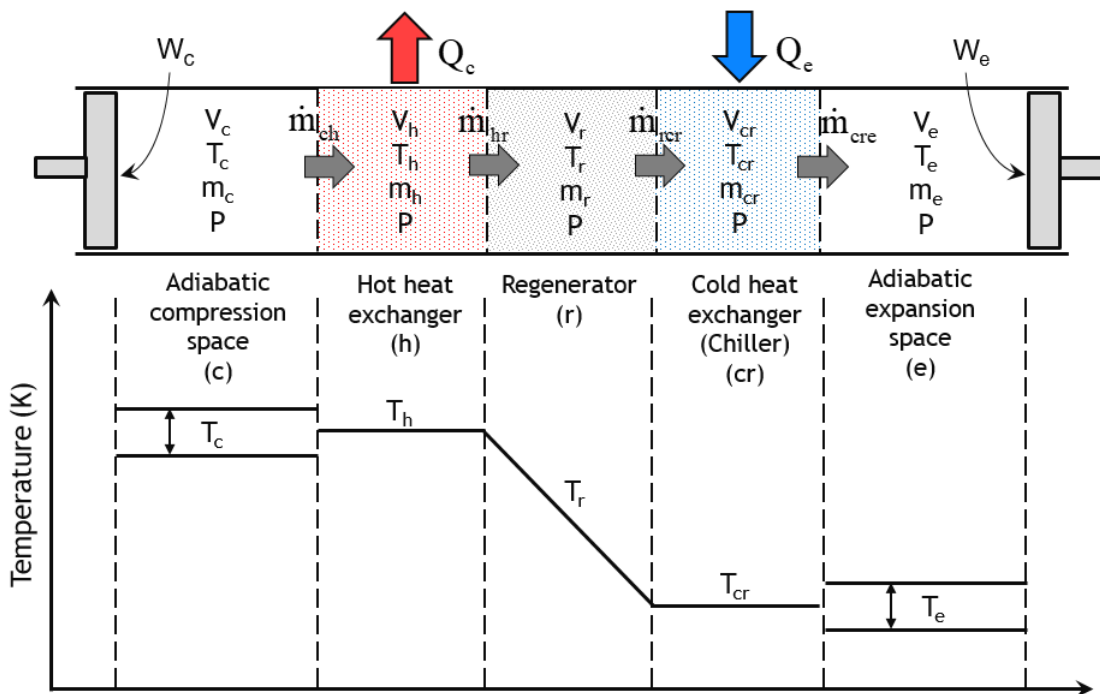 W_c
Q_c
Q_e
W_e
V_c
T_c
m_c
P
ṁ_ch
V_h
T_h
m_h
P
ṁ_hr
V_r
T_r
m_r
P
ṁ_rcr
V_cr
T_cr
m_cr
P
ṁ_cre
V_e
T_e
m_e
P
Adiabatic
compression
space
(c)
Hot heat
exchanger
(h)
Regenerator
(r)
Cold heat
exchanger
(Chiller)
(cr)
Adiabatic
expansion
space
(e)
Temperature (K)
T_c
T_h
T_r
T_cr
T_e